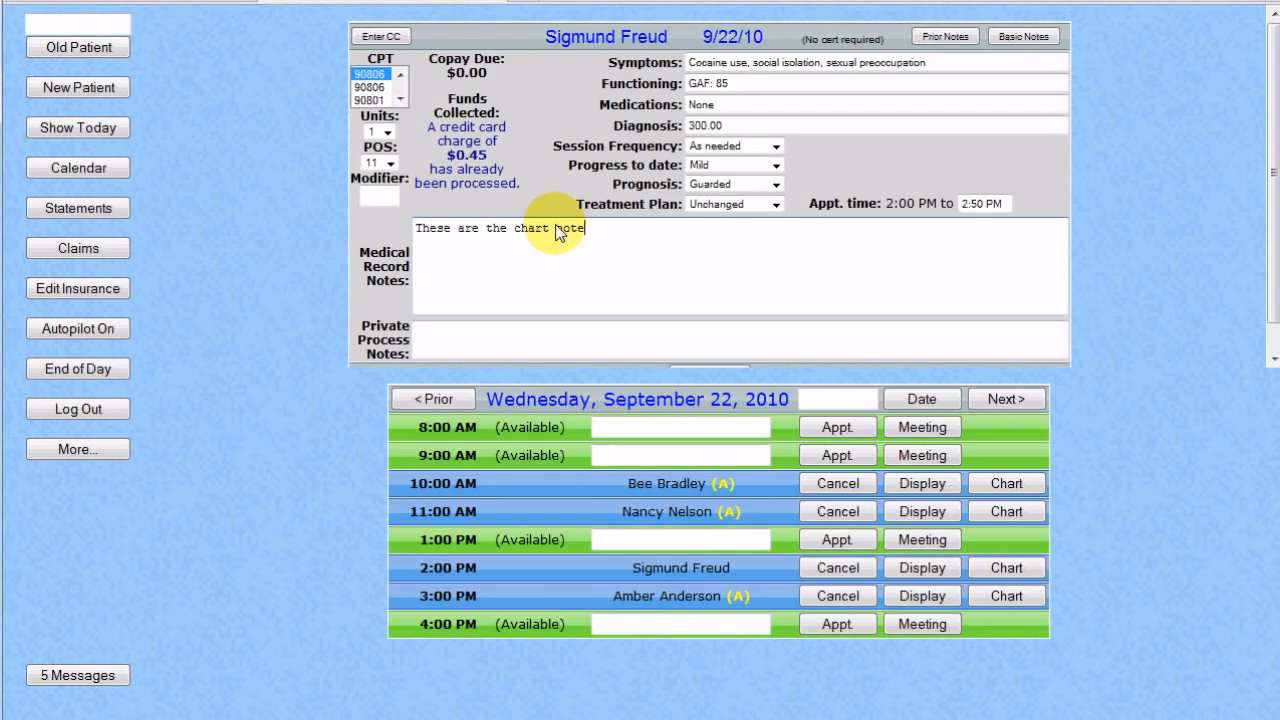 Old Patient
New Patient
Show Today
Calendar
Statements
Claims
Edit Insurance
Autopilot On
End of Day
Log Out
More...
5 Messages
Enter CC
Sigmund Freud 9/22/10 (No cert required) Prior Notes Basic Notes
CPT
90806
90806
90801
Units:
1
POS:
11
Modifier:
Copay Due:
$0.00
Funds
Collected:
A credit card
charge of
$0.45
has already
been processed.
Symptoms: Cocaine use, social isolation, sexual preoccupation
Functioning: GAF: 85
Medications: None
Diagnosis: 300.00
Session Frequency: As needed
Progress to date: Mild
Prognosis: Guarded
Treatment Plan: Unchanged Appt. time: 2:00 PM to 2:50 PM
Medical
Record
Notes:
These are the chart note
Private
Process
Notes:
< Prior Wednesday, September 22, 2010 Date Next >
8:00 AM (Available) Appt. Meeting
9:00 AM (Available) Appt. Meeting
10:00 AM Bee Bradley (A) Cancel Display Chart
11:00 AM Nancy Nelson (A) Cancel Display Chart
1:00 PM (Available) Appt. Meeting
2:00 PM Sigmund Freud Cancel Display Chart
3:00 PM Amber Anderson (A) Cancel Display Chart
4:00 PM (Available) Appt. Meeting